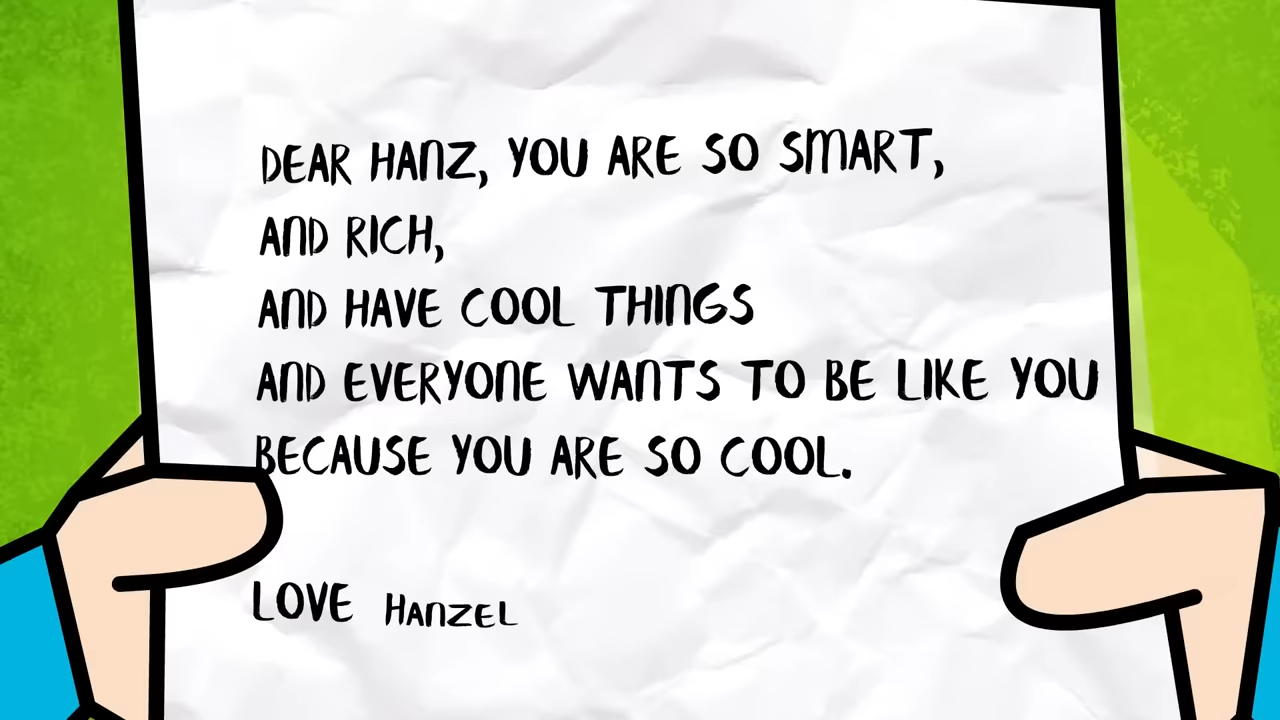 DEAR HANZ, YOU ARE SO SMART,
AND RICH,
AND HAVE COOL THINGS
AND EVERYONE WANTS TO BE LIKE YOU
BECAUSE YOU ARE SO COOL.
LOVE HANZEL